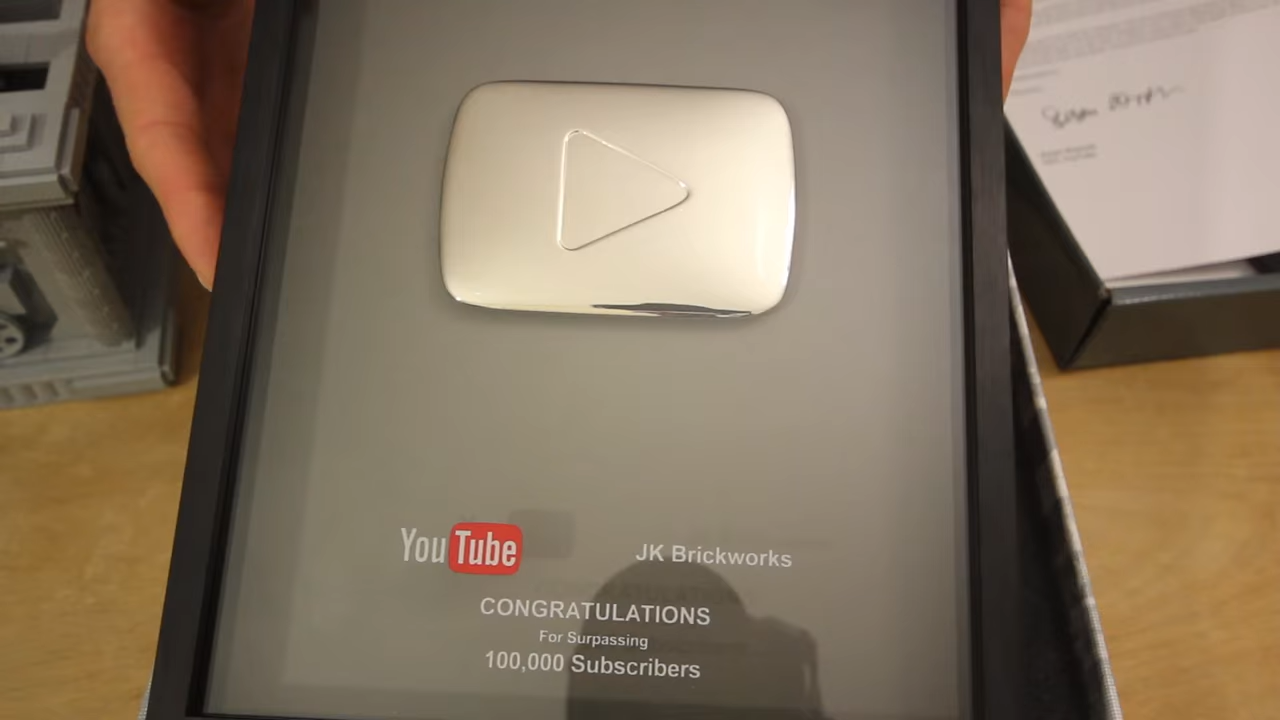 YouTube
JK Brickworks
CONGRATULATIONS
For Surpassing
100,000 Subscribers